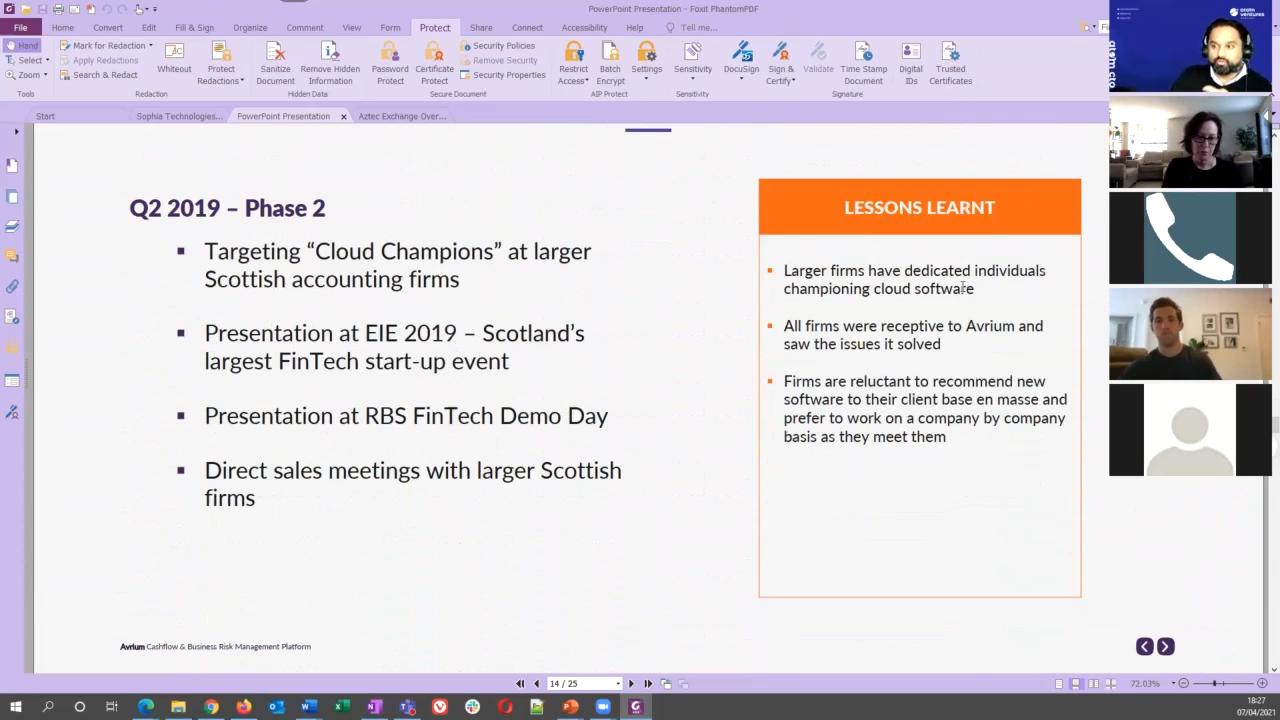 PowerPoint Presentation - Foxit PhantomPDF
File Home Convert Edit Organize Comment View Form Protect Share Connect Accessibility Help Tell me...
Hand
Select
Zoom
Tools
Mark for Redaction
Apply Redactions
Search & Redact
Whiteout
Protect Redactions
Redaction
Sanitize Document
Remove Hidden Information
Hidden Data
Password Protect
Certificate Protect
Security Policies
Remove Security
Security Properties
Secure Document
Restrict Access
Batch Encrypt
Settings
AIP Protect
Sensitivity
Sensitivity
DocuSign
Sign & Certify
Validate
Time Stamp Document
Digital IDs
Trusted Certificates
Signature
Start Sophia Technologies... PowerPoint Presentation Aztec Exchange Over...
Q2 2019 – Phase 2
Targeting “Cloud Champions” at larger
Scottish accounting firms
Presentation at EIE 2019 – Scotland’s
largest FinTech start-up event
Presentation at RBS FinTech Demo Day
Direct sales meetings with larger Scottish
firms
LESSONS LEARNT
Larger firms have dedicated individuals
championing cloud software
All firms were receptive to Avrium and
saw the issues it solved
Firms are reluctant to recommend new
software to their client base en masse and
prefer to work on a company by company
basis as they meet them
Avrium Cashflow & Business Risk Management Platform
14 / 25
72.03%
18:27
07/04/2021